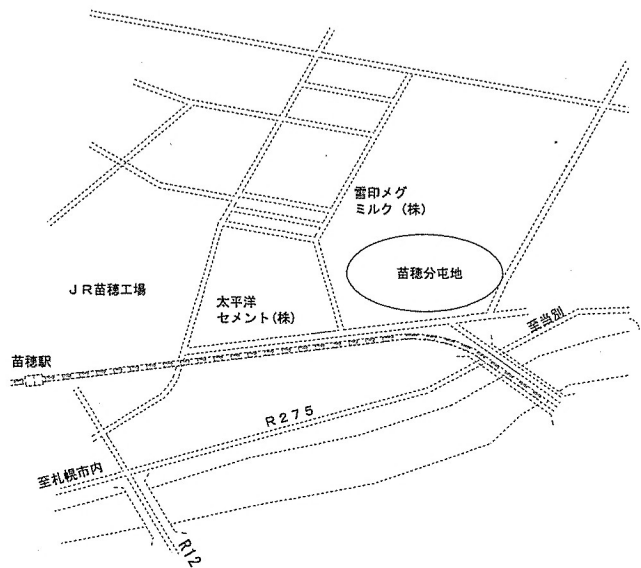 雪印メグ
ミルク（株）
苗穂分屯地
ＪＲ苗穂工場
太平洋
セメント（株）
至当別
苗穂駅
Ｒ２７５
至札幌市内
R12